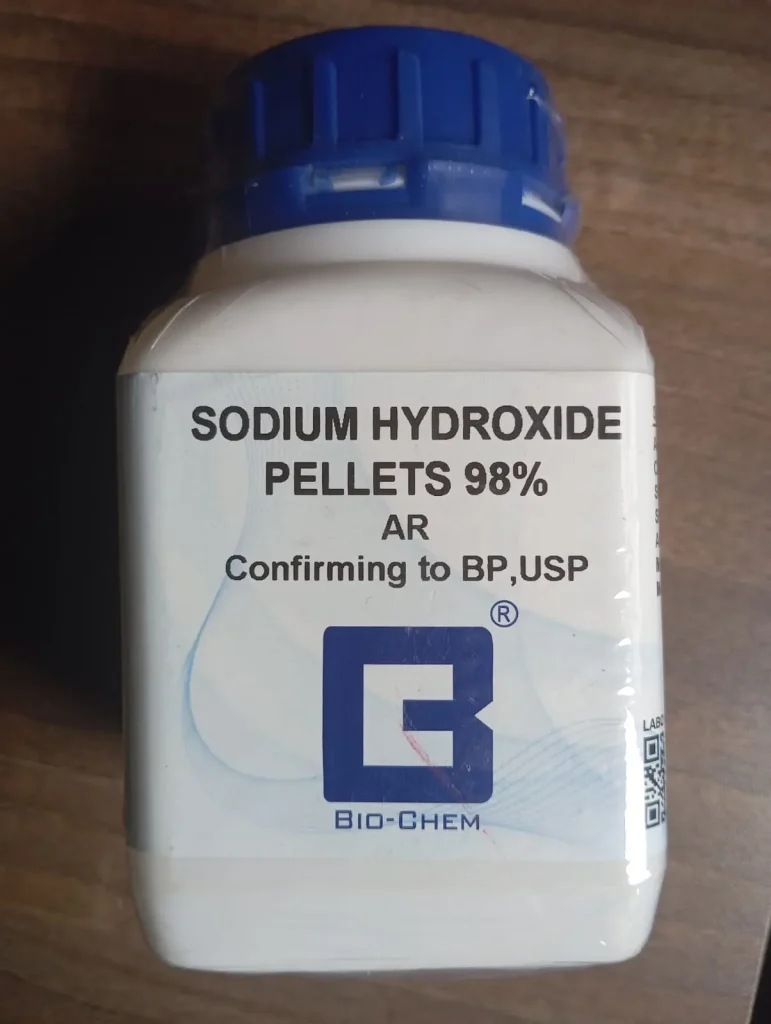 SODIUM HYDROXIDE
PELLETS 98%
AR
Confirming to BP,USP
®
BIO-CHEM